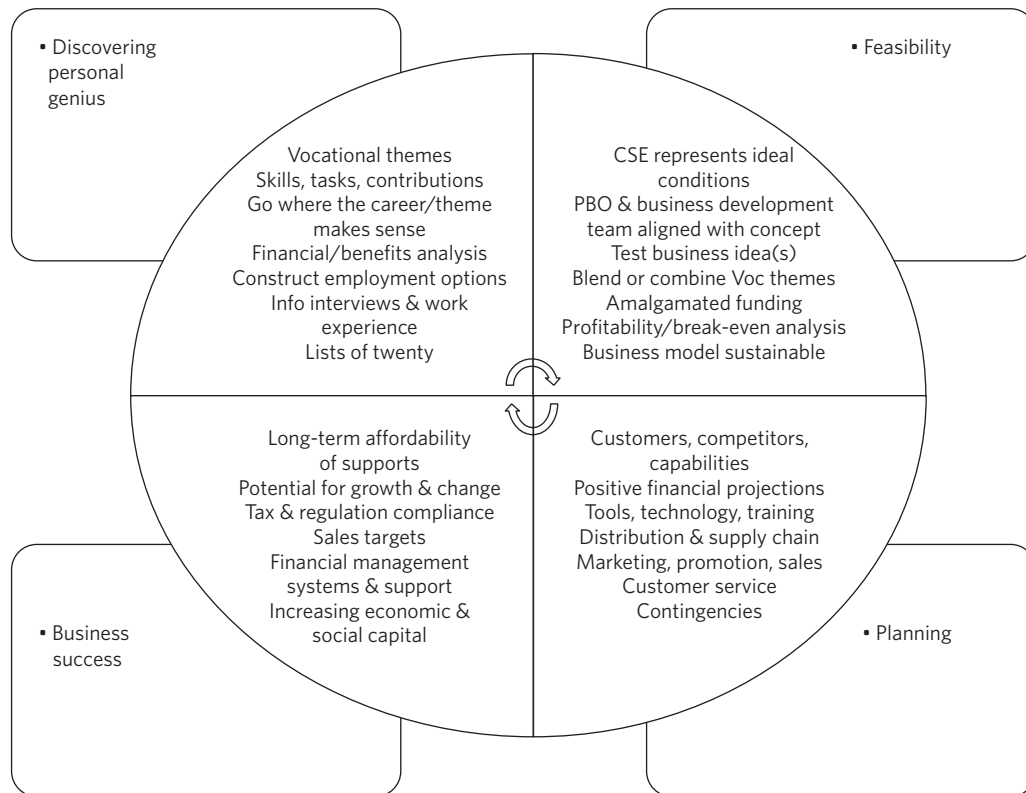 • Discovering
personal
genius
• Feasibility
Vocational themes
Skills, tasks, contributions
Go where the career/theme
makes sense
Financial/benefits analysis
Construct employment options
Info interviews & work
experience
Lists of twenty
CSE represents ideal
conditions
PBO & business development
team aligned with concept
Test business idea(s)
Blend or combine Voc themes
Amalgamated funding
Profitability/break-even analysis
Business model sustainable
Long-term affordability
of supports
Potential for growth & change
Tax & regulation compliance
Sales targets
Financial management
systems & support
Increasing economic &
social capital
Customers, competitors,
capabilities
Positive financial projections
Tools, technology, training
Distribution & supply chain
Marketing, promotion, sales
Customer service
Contingencies
• Business
success
• Planning